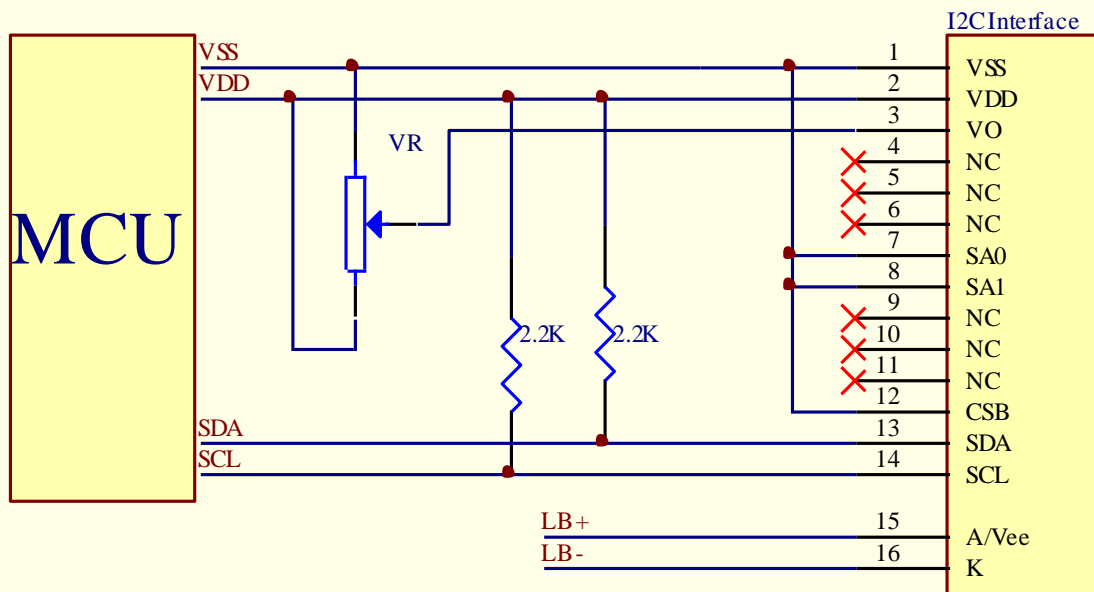 I2CInterface
VSS 1 VSS
VDD 2 VDD
VR 3 VO
4 NC
5 NC
6 NC
MCU
7 SA0
8 SA1
9 NC
2.2K 2.2K 10 NC
11 NC
12 CSB
SDA 13 SDA
SCL 14 SCL
LB+ 15 A/Vee
LB- 16 K